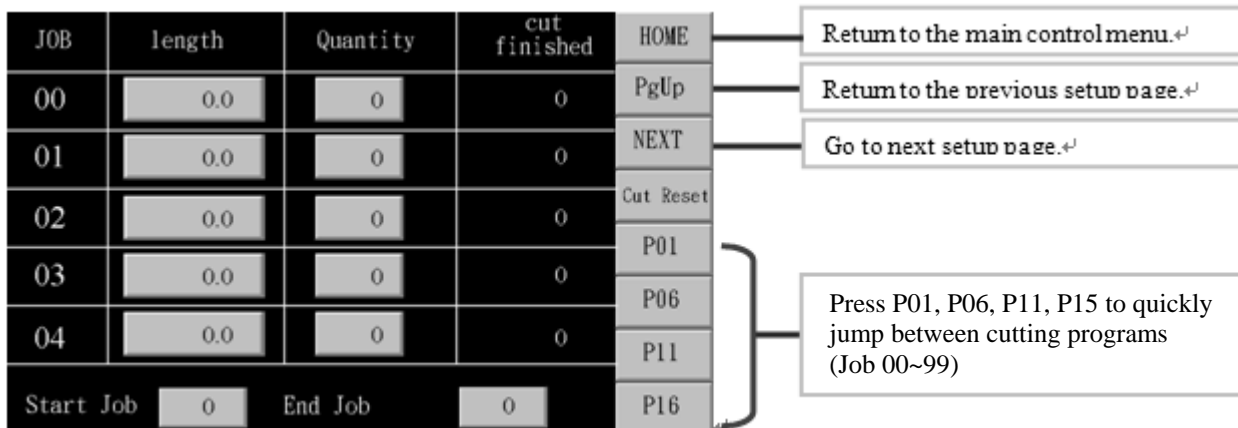 JOB length Quantity cut finished HOME Return to the main control menu.↵
00 0.0 0 0 PgUp Return to the previous setup page.↵
01 0.0 0 0 NEXT Go to next setup page.↵
Cut Reset
02 0.0 0 0
P01
03 0.0 0 0
P06
Press P01, P06, P11, P15 to quickly
jump between cutting programs
(Job 00~99)
04 0.0 0 0
P11
Start Job 0 End Job 0 P16